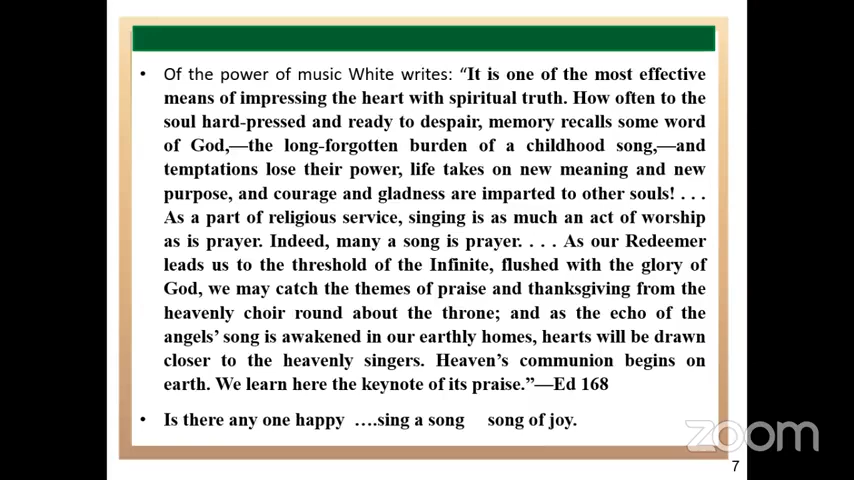 • Of the power of music White writes: “It is one of the most effective
means of impressing the heart with spiritual truth. How often to the
soul hard-pressed and ready to despair, memory recalls some word
of God,—the long-forgotten burden of a childhood song,—and
temptations lose their power, life takes on new meaning and new
purpose, and courage and gladness are imparted to other souls! . . .
As a part of religious service, singing is as much an act of worship
as is prayer. Indeed, many a song is prayer. . . . As our Redeemer
leads us to the threshold of the Infinite, flushed with the glory of
God, we may catch the themes of praise and thanksgiving from the
heavenly choir round about the throne; and as the echo of the
angels’ song is awakened in our earthly homes, hearts will be drawn
closer to the heavenly singers. Heaven’s communion begins on
earth. We learn here the keynote of its praise.”—Ed 168
• Is there any one happy ….sing a song song of joy.
zoom
7